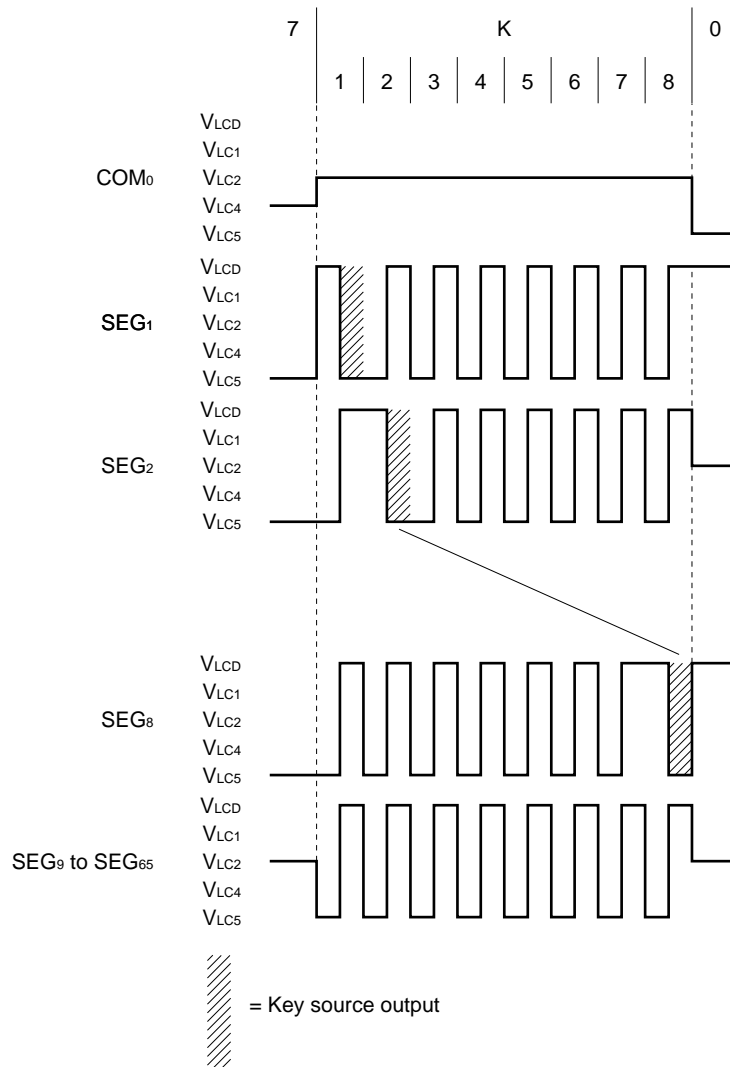 7 K 0
1 2 3 4 5 6 7 8
VLCD
VLC1
COM0 VLC2
VLC4
VLC5
VLCD
VLC1
SEG1 VLC2
VLC4
VLC5
VLCD
VLC1
SEG2 VLC2
VLC4
VLC5
VLCD
VLC1
SEG8 VLC2
VLC4
VLC5
VLCD
VLC1
SEG9 to SEG65 VLC2
VLC4
VLC5
= Key source output